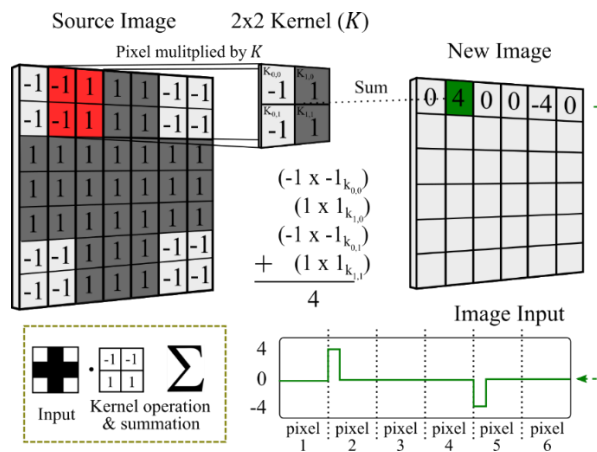 Source Image
2x2 Kernel (K)
Pixel mulitplied by K
New Image
-1 -1 1 1 1 -1 -1
-1 -1 1 1 1 -1 -1
1 1 1 1 1 1 1
1 1 1 1 1 1 1
1 1 1 1 1 1 1
-1 -1 1 1 1 -1 -1
-1 -1 1 1 1 -1 -1
K0,0 K1,0
-1 1
K0,1 K1,1
-1 1
Sum
0 4 0 0 -4 0
(-1 x -1k0,0)
(1 x 1k1,0)
(-1 x -1k0,1)
+ (1 x 1k1,1)
4
Image Input
4
0
-4
pixel 1
pixel 2
pixel 3
pixel 4
pixel 5
pixel 6
-1 -1
1 1
∑
Input
Kernel operation
& summation